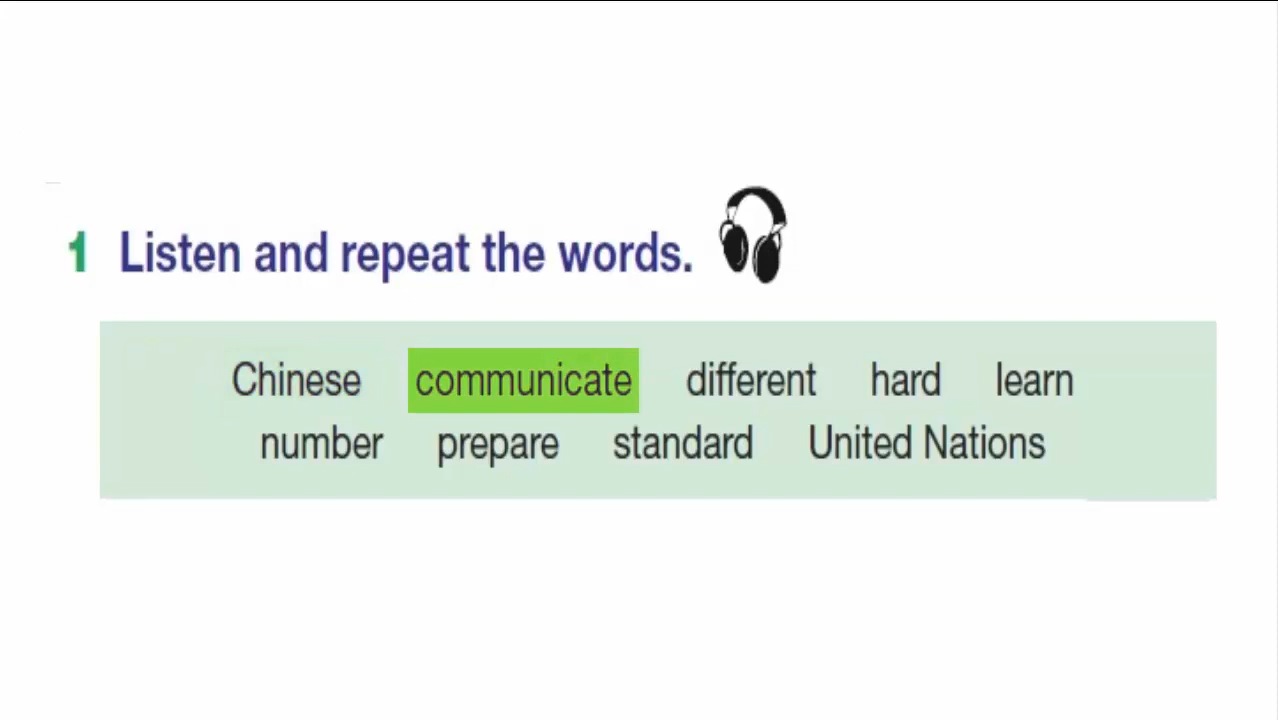 1 Listen and repeat the words.
Chinese communicate different hard learn
number prepare standard United Nations